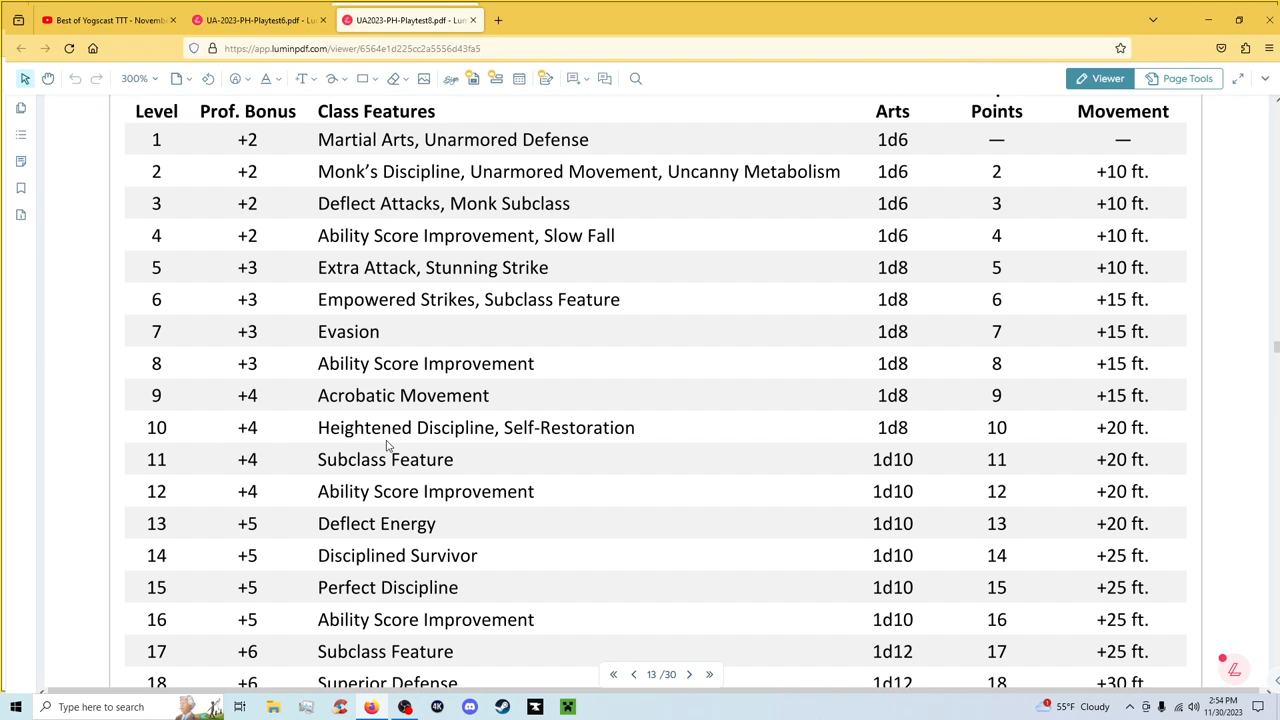 Best of Yogscast TTT - Novemb
UA-2023-PH-Playtest6.pdf - Lu
UA2023-PH-Playtest8.pdf - Lum
https://app.luminpdf.com/viewer/6564e1d225cc2a5556d43fa5
300%
Viewer
Page Tools
Level Prof. Bonus Class Features Arts Points Movement
1 +2 Martial Arts, Unarmored Defense 1d6 — —
2 +2 Monk’s Discipline, Unarmored Movement, Uncanny Metabolism 1d6 2 +10 ft.
3 +2 Deflect Attacks, Monk Subclass 1d6 3 +10 ft.
4 +2 Ability Score Improvement, Slow Fall 1d6 4 +10 ft.
5 +3 Extra Attack, Stunning Strike 1d8 5 +10 ft.
6 +3 Empowered Strikes, Subclass Feature 1d8 6 +15 ft.
7 +3 Evasion 1d8 7 +15 ft.
8 +3 Ability Score Improvement 1d8 8 +15 ft.
9 +4 Acrobatic Movement 1d8 9 +15 ft.
10 +4 Heightened Discipline, Self-Restoration 1d8 10 +20 ft.
11 +4 Subclass Feature 1d10 11 +20 ft.
12 +4 Ability Score Improvement 1d10 12 +20 ft.
13 +5 Deflect Energy 1d10 13 +20 ft.
14 +5 Disciplined Survivor 1d10 14 +25 ft.
15 +5 Perfect Discipline 1d10 15 +25 ft.
16 +5 Ability Score Improvement 1d10 16 +25 ft.
17 +6 Subclass Feature 1d12 17 +25 ft.
18 +6 Superior Defense 1d12 18 +30 ft.
13 /30
Type here to search
4K
55°F Cloudy
2:54 PM
11/30/2023